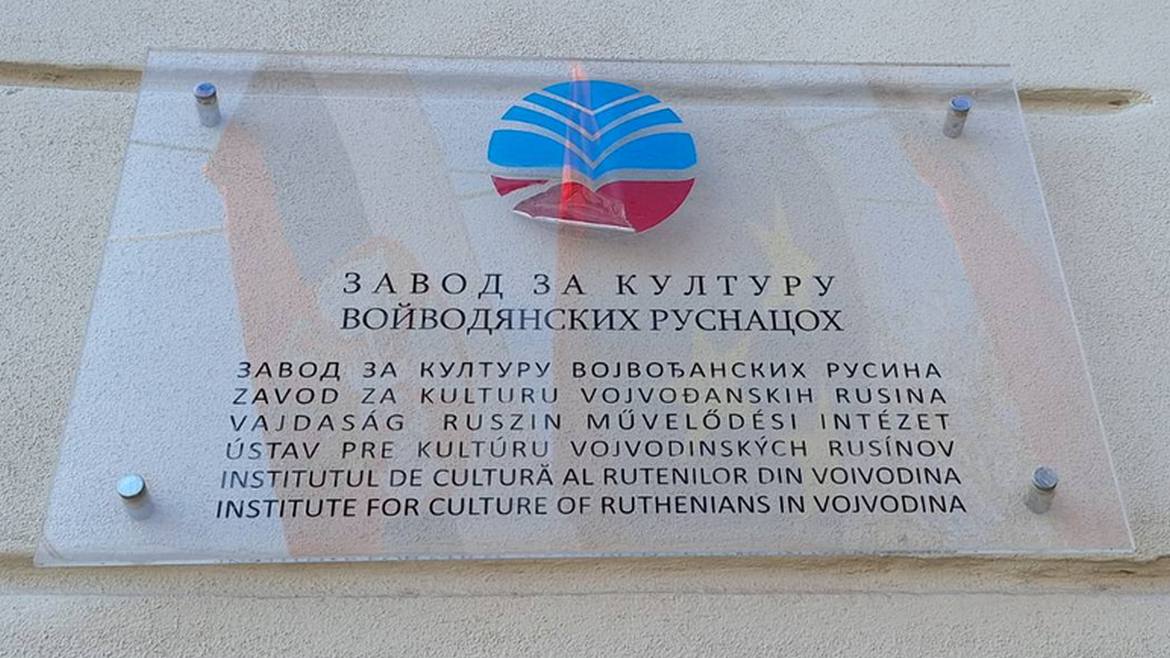 ЗАВОД ЗА КУЛТУРУ
ВОЙВОДЯНСКИХ РУСНАЦОХ
ЗАВОД ЗА КУЛТУРУ ВОЈВОЂАНСКИХ РУСИНА
ZAVOD ZA KULTURU VOJVOĐANSKIH RUSINA
VAJDASÁG RUSZIN MŰVELŐDÉSI INTÉZET
ÚSTAV PRE KULTÚRU VOJVODINSKÝCH RUSÍNOV
INSTITUTUL DE CULTURĂ AL RUTENILOR DIN VOIVODINA
INSTITUTE FOR CULTURE OF RUTHENIANS IN VOJVODINA